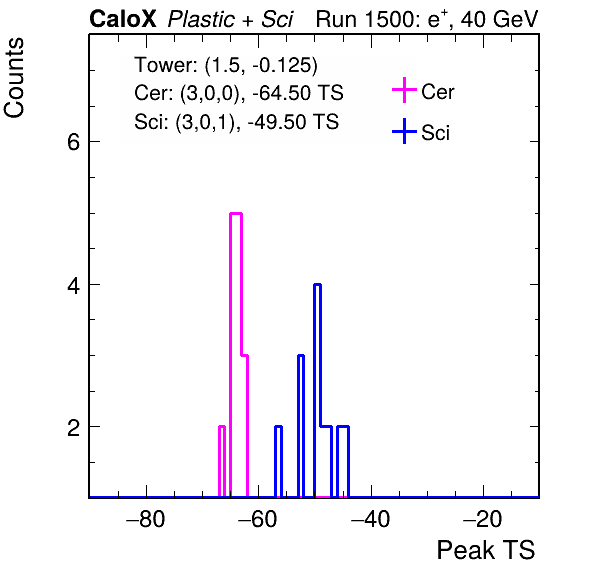 CaloX Plastic + Sci Run 1500: e+, 40 GeV
Counts
Tower: (1.5, -0.125)
Cer: (3,0,0), -64.50 TS
Sci: (3,0,1), -49.50 TS
Cer
Sci
6
4
2
−80 −60 −40 −20
Peak TS